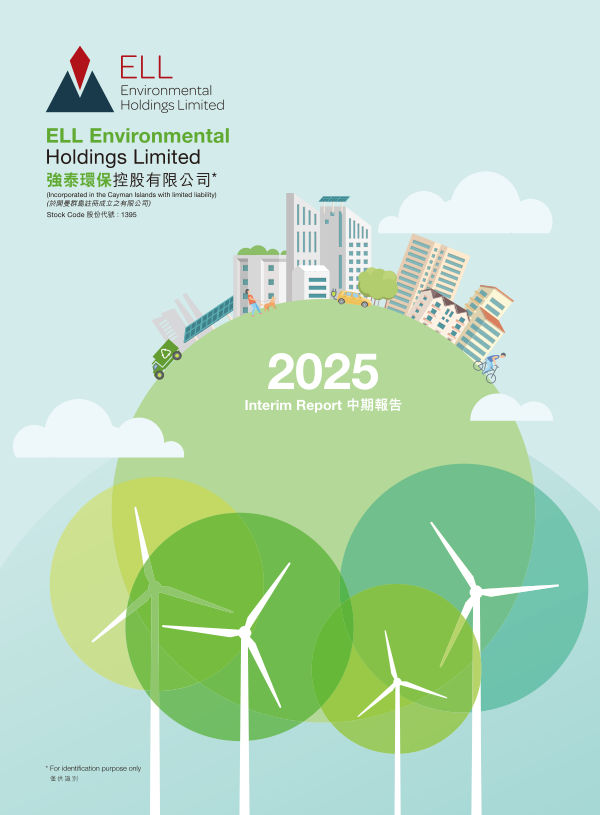 ELL
Environmental
Holdings Limited
ELL Environmental
Holdings Limited
強泰環保控股有限公司*
(Incorporated in the Cayman Islands with limited liability)
(於開曼群島註冊成立之有限公司)
Stock Code 股份代號：1395
2025
Interim Report 中期報告
* For identification purpose only
僅供識別